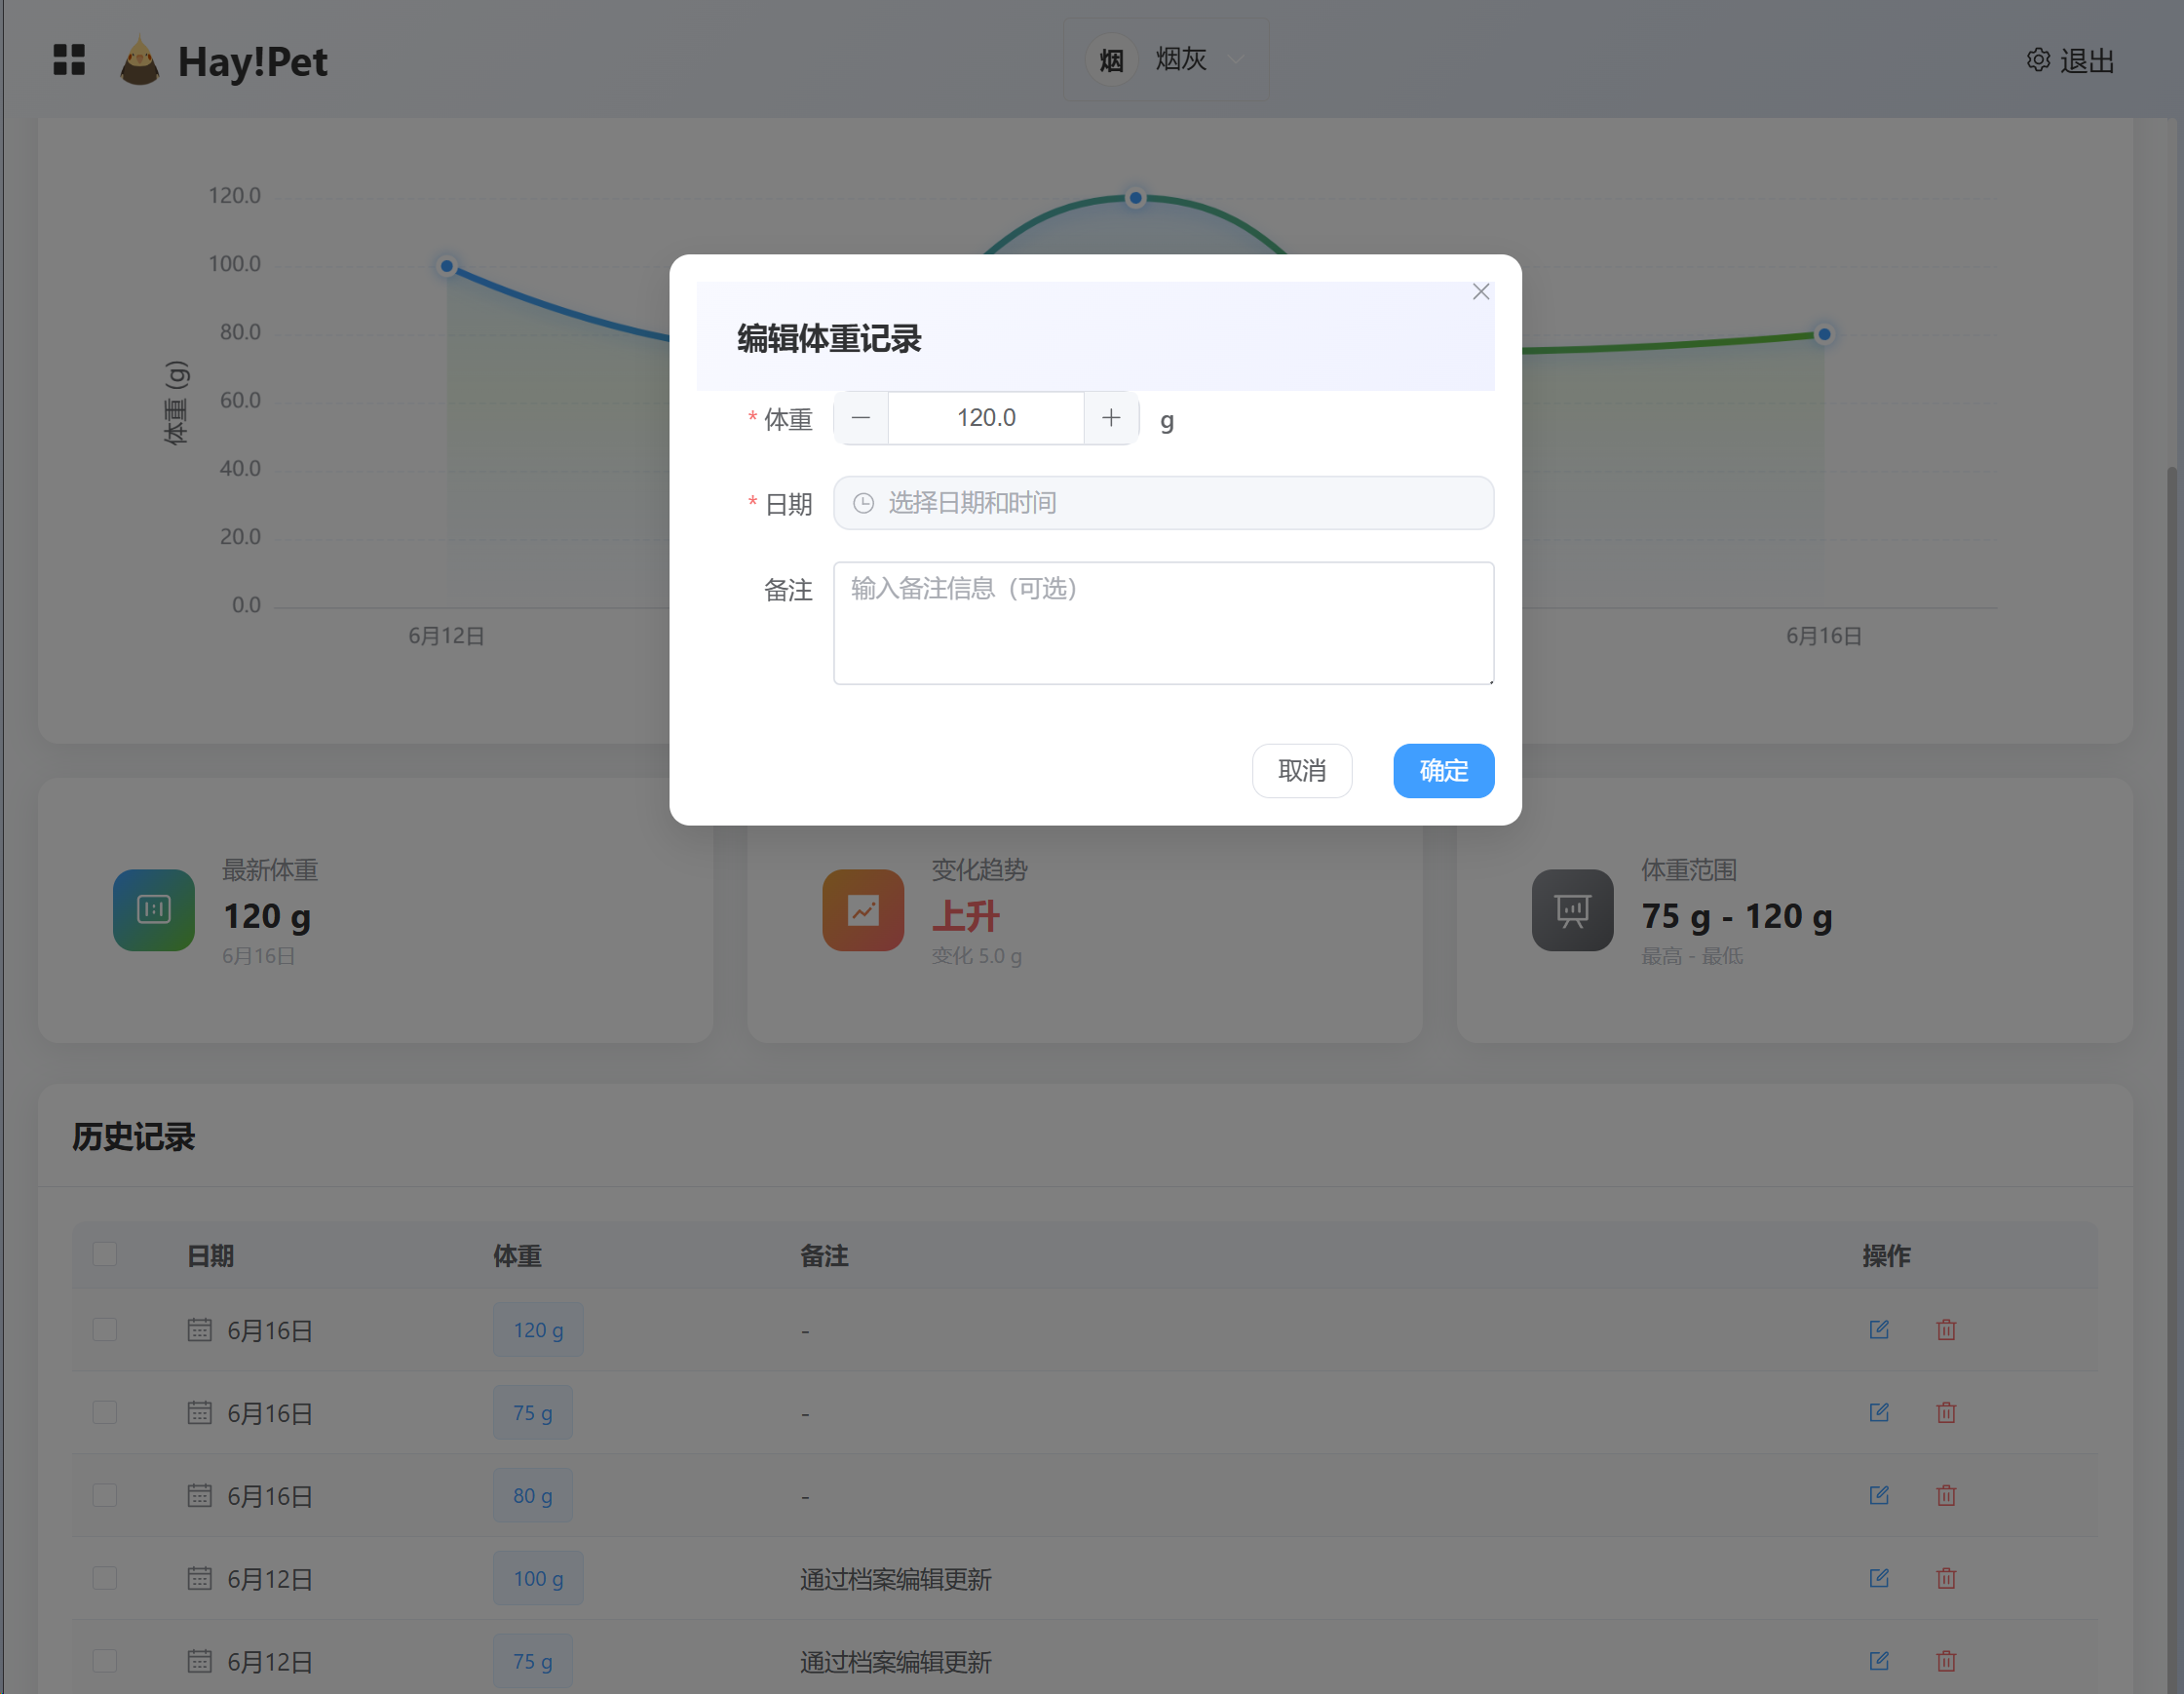 Hay!Pet
烟 烟灰
退出
120.0
100.0
80.0
60.0
40.0
20.0
0.0
体重 (g)
6月12日
6月16日
编辑体重记录
* 体重 120.0 g
* 日期 选择日期和时间
备注 输入备注信息（可选）
取消 确定
最新体重
120 g
6月16日
变化趋势
上升
变化 5.0 g
体重范围
75 g - 120 g
最高 - 最低
历史记录
日期 体重 备注 操作
6月16日 120 g -
6月16日 75 g -
6月16日 80 g -
6月12日 100 g 通过档案编辑更新
6月12日 75 g 通过档案编辑更新